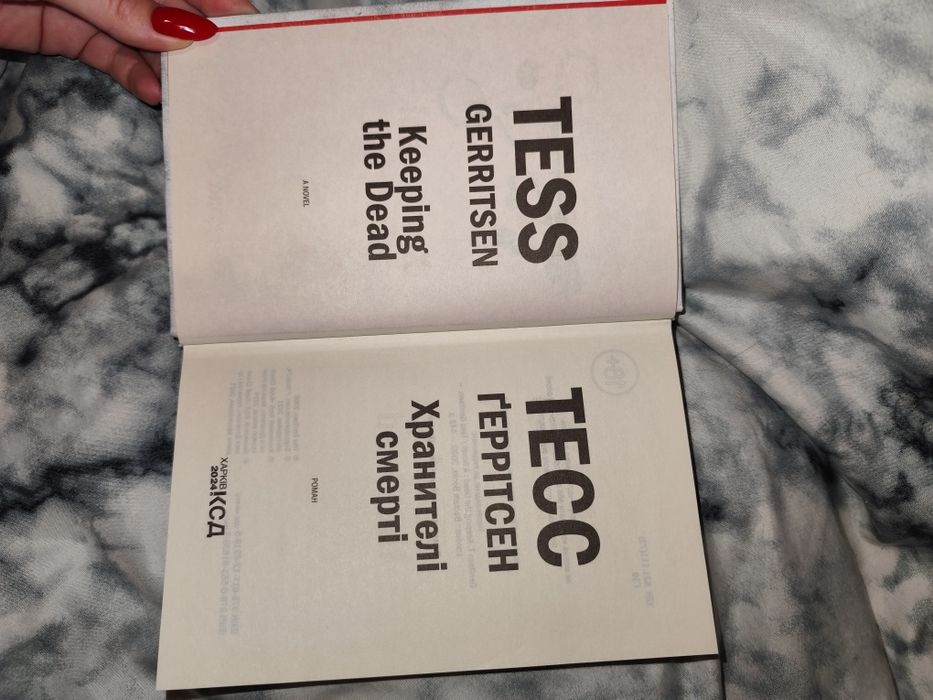 TESS
GERRITSEN
Keeping
the Dead
A NOVEL
ТЕСС
ҐЕРРІТСЕН
Хранителі
смерті
РОМАН
ХАРКІВ
2024
КСД